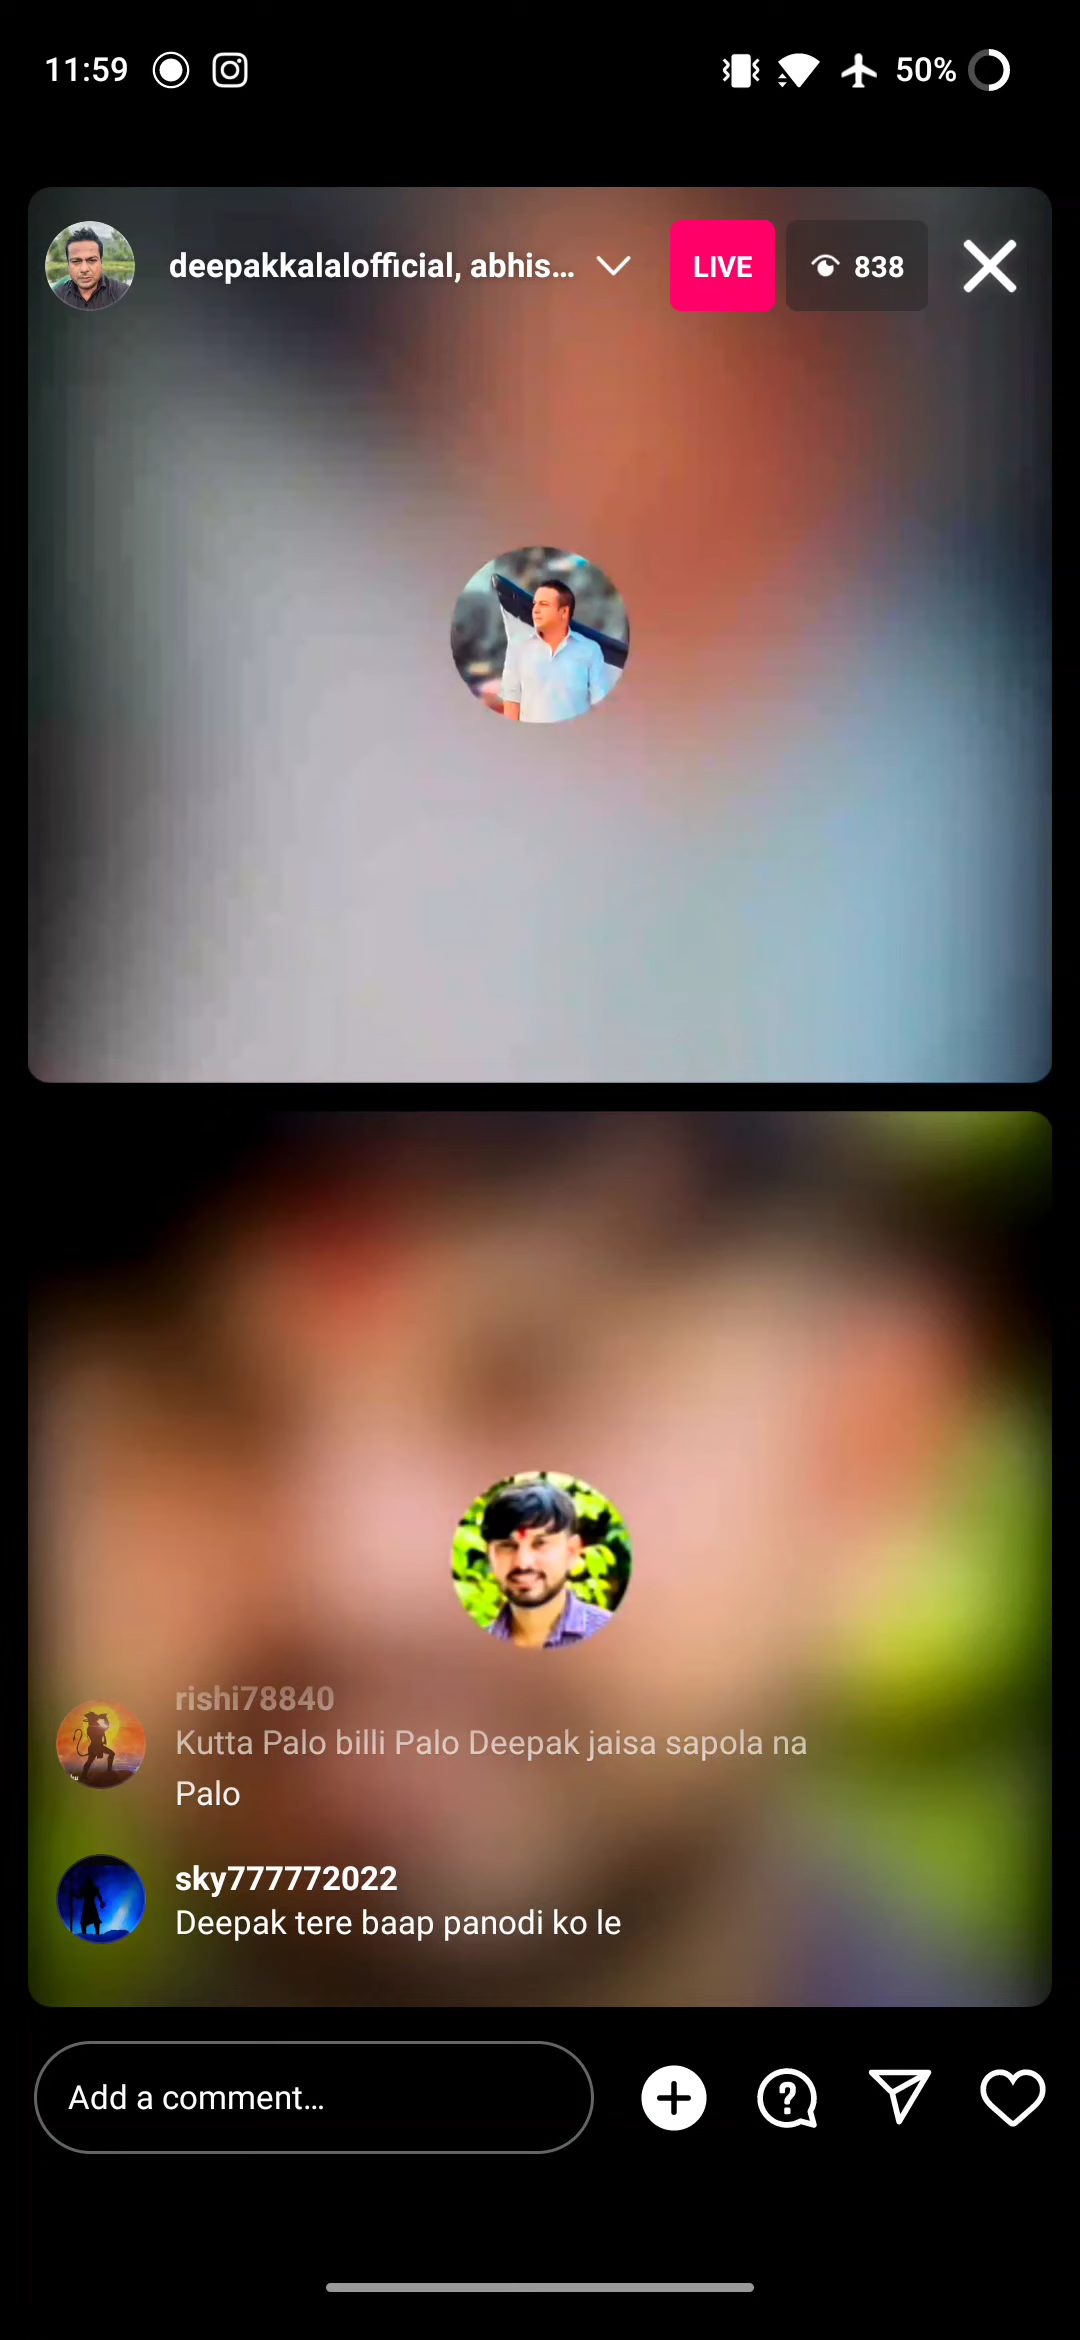 11:59
50%
deepakkalalofficial, abhis...
LIVE
838
rishi78840
Kutta Palo billi Palo Deepak jaisa sapola na
Palo
sky777772022
Deepak tere baap panodi ko le
Add a comment...